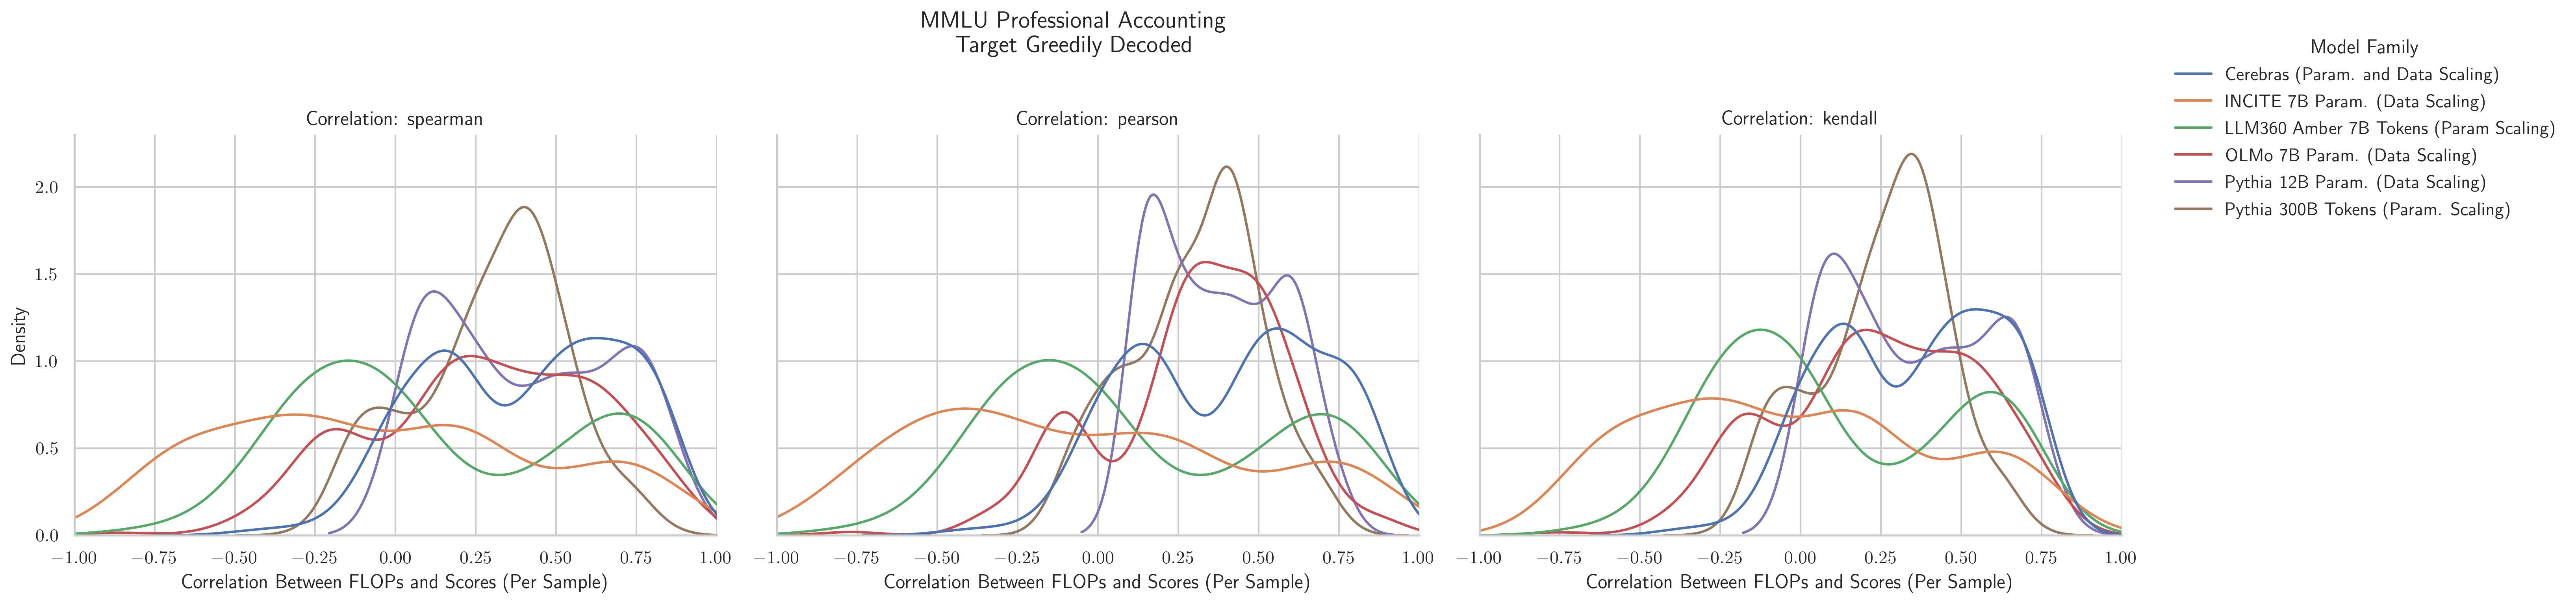 MMLU Professional Accounting
Target Greedily Decoded
Model Family
Cerebras (Param. and Data Scaling)
INCITE 7B Param. (Data Scaling)
LLM360 Amber 7B Tokens (Param Scaling)
OLMo 7B Param. (Data Scaling)
Pythia 12B Param. (Data Scaling)
Pythia 300B Tokens (Param. Scaling)
Correlation: spearman
Correlation: pearson
Correlation: kendall
Density
2.0
1.5
1.0
0.5
0.0
−1.00 −0.75 −0.50 −0.25 0.00 0.25 0.50 0.75 1.00
−1.00 −0.75 −0.50 −0.25 0.00 0.25 0.50 0.75 1.00
−1.00 −0.75 −0.50 −0.25 0.00 0.25 0.50 0.75 1.00
Correlation Between FLOPs and Scores (Per Sample)
Correlation Between FLOPs and Scores (Per Sample)
Correlation Between FLOPs and Scores (Per Sample)